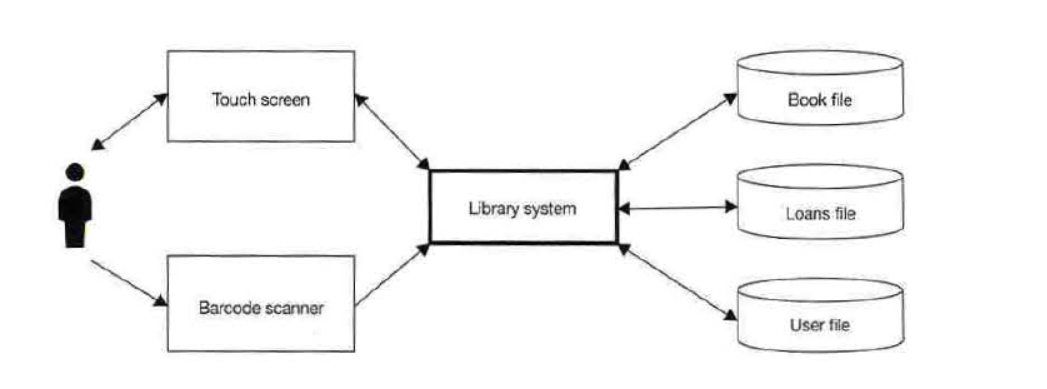 Touch screen
Book file
Library system
Loans file
Barcode scanner
User file